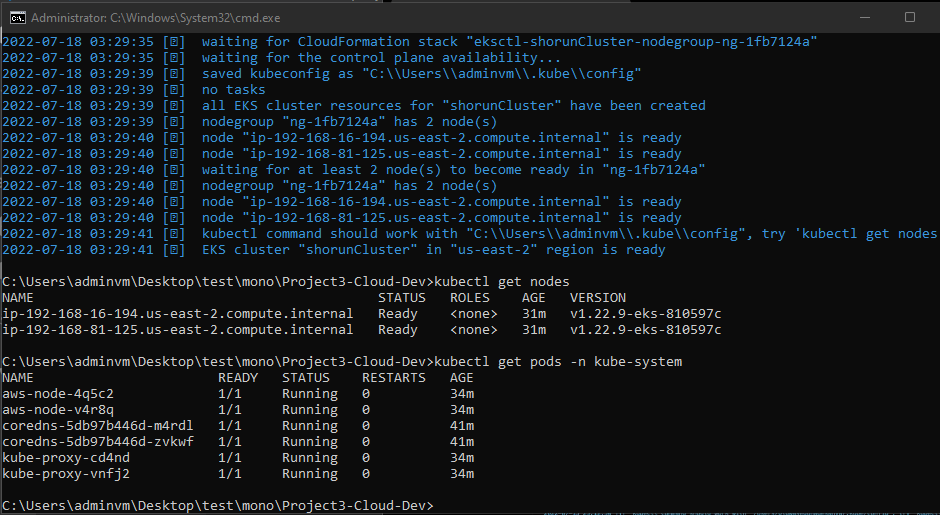 Administrator: C:\Windows\System32\cmd.exe
2022-07-18 03:29:35 [?] waiting for CloudFormation stack "eksctl-shorunCluster-nodegroup-ng-1fb7124a"
2022-07-18 03:29:35 [?] waiting for the control plane availability...
2022-07-18 03:29:39 [?] saved kubeconfig as "C:\\Users\\adminvm\\.kube\\config"
2022-07-18 03:29:39 [?] no tasks
2022-07-18 03:29:39 [?] all EKS cluster resources for "shorunCluster" have been created
2022-07-18 03:29:39 [?] nodegroup "ng-1fb7124a" has 2 node(s)
2022-07-18 03:29:40 [?] node "ip-192-168-16-194.us-east-2.compute.internal" is ready
2022-07-18 03:29:40 [?] node "ip-192-168-81-125.us-east-2.compute.internal" is ready
2022-07-18 03:29:40 [?] waiting for at least 2 node(s) to become ready in "ng-1fb7124a"
2022-07-18 03:29:40 [?] nodegroup "ng-1fb7124a" has 2 node(s)
2022-07-18 03:29:40 [?] node "ip-192-168-16-194.us-east-2.compute.internal" is ready
2022-07-18 03:29:40 [?] node "ip-192-168-81-125.us-east-2.compute.internal" is ready
2022-07-18 03:29:41 [?] kubectl command should work with "C:\\Users\\adminvm\\.kube\\config", try 'kubectl get nodes
2022-07-18 03:29:41 [?] EKS cluster "shorunCluster" in "us-east-2" region is ready
C:\Users\adminvm\Desktop\test\mono\Project3-Cloud-Dev>kubectl get nodes
NAME STATUS ROLES AGE VERSION
ip-192-168-16-194.us-east-2.compute.internal Ready <none> 31m v1.22.9-eks-810597c
ip-192-168-81-125.us-east-2.compute.internal Ready <none> 31m v1.22.9-eks-810597c
C:\Users\adminvm\Desktop\test\mono\Project3-Cloud-Dev>kubectl get pods -n kube-system
NAME READY STATUS RESTARTS AGE
aws-node-4q5c2 1/1 Running 0 34m
aws-node-v4r8q 1/1 Running 0 34m
coredns-5db97b446d-m4rdl 1/1 Running 0 41m
coredns-5db97b446d-zvkwf 1/1 Running 0 41m
kube-proxy-cd4nd 1/1 Running 0 34m
kube-proxy-vnfj2 1/1 Running 0 34m
C:\Users\adminvm\Desktop\test\mono\Project3-Cloud-Dev>